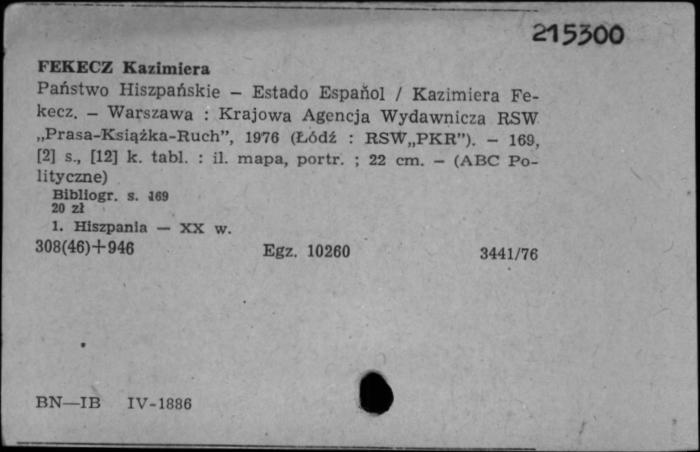 215300
FEKECZ Kazimiera
Państwo Hiszpańskie — Estado Español / Kazimiera Fe-
kecz. — Warszawa : Krajowa Agencja Wydawnicza RSW
„Prasa-Książka-Ruch”, 1976 (Łódź : RSW„PKR”). — 169,
[2] s., [12] k. tabl. : il. mapa, portr. ; 22 cm. — (ABC Po-
lityczne)
Bibliogr. s. 169
20 zł
1. Hiszpania — XX w.
308(46)+946 Egz. 10260 3441/76
BN—IB IV-1886